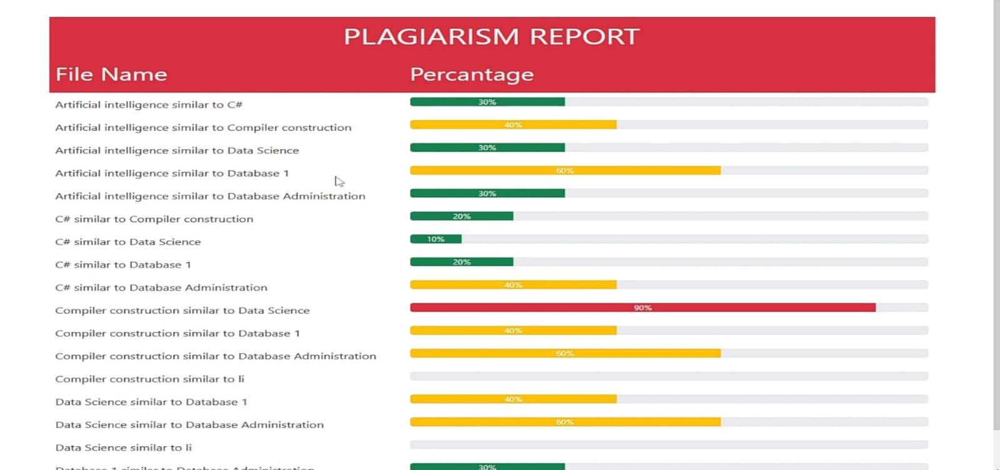 PLAGIARISM REPORT
File Name Percantage
Artificial intelligence similar to C# 30%
Artificial intelligence similar to Compiler construction 40%
Artificial intelligence similar to Data Science 30%
Artificial intelligence similar to Database 1 60%
Artificial intelligence similar to Database Administration 30%
C# similar to Compiler construction 20%
C# similar to Data Science 10%
C# similar to Database 1 20%
C# similar to Database Administration 40%
Compiler construction similar to Data Science 90%
Compiler construction similar to Database 1 40%
Compiler construction similar to Database Administration 60%
Compiler construction similar to li
Data Science similar to Database 1 40%
Data Science similar to Database Administration 60%
Data Science similar to li
Database 1 similar to Database Administration 30%